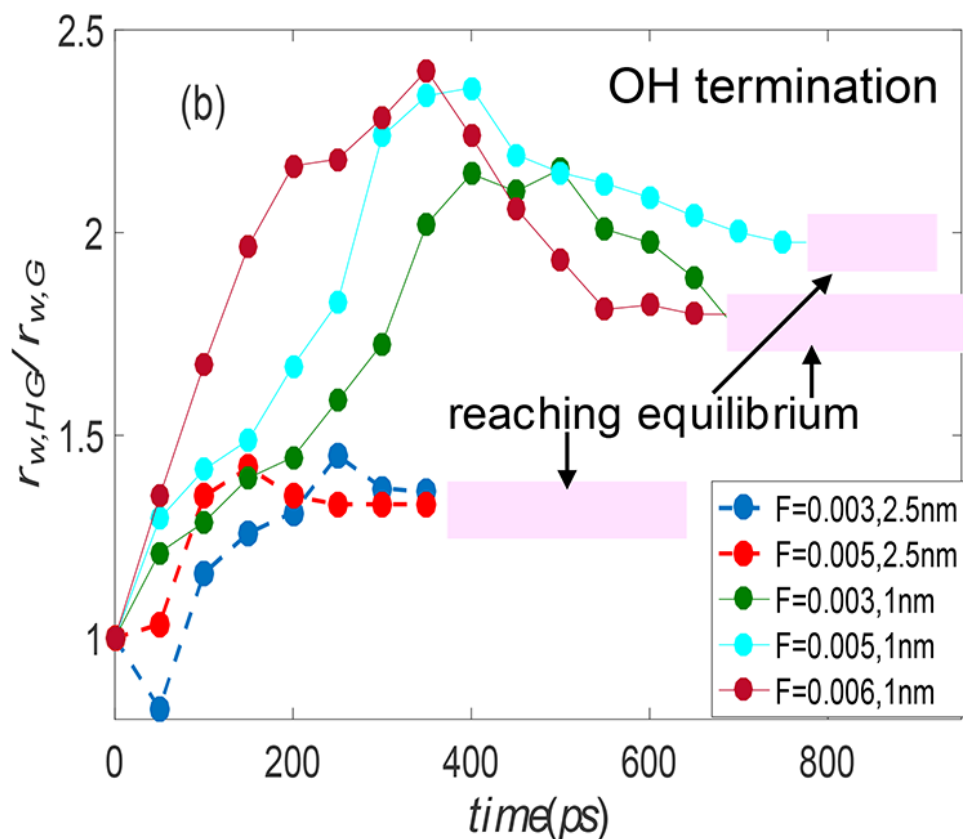 2.5
(b)
OH termination
2
r_{w,HG}/r_{w,G}
1.5
reaching equilibrium
1
F=0.003,2.5nm
F=0.005,2.5nm
F=0.003,1nm
F=0.005,1nm
F=0.006,1nm
0 200 400 600 800
time(ps)